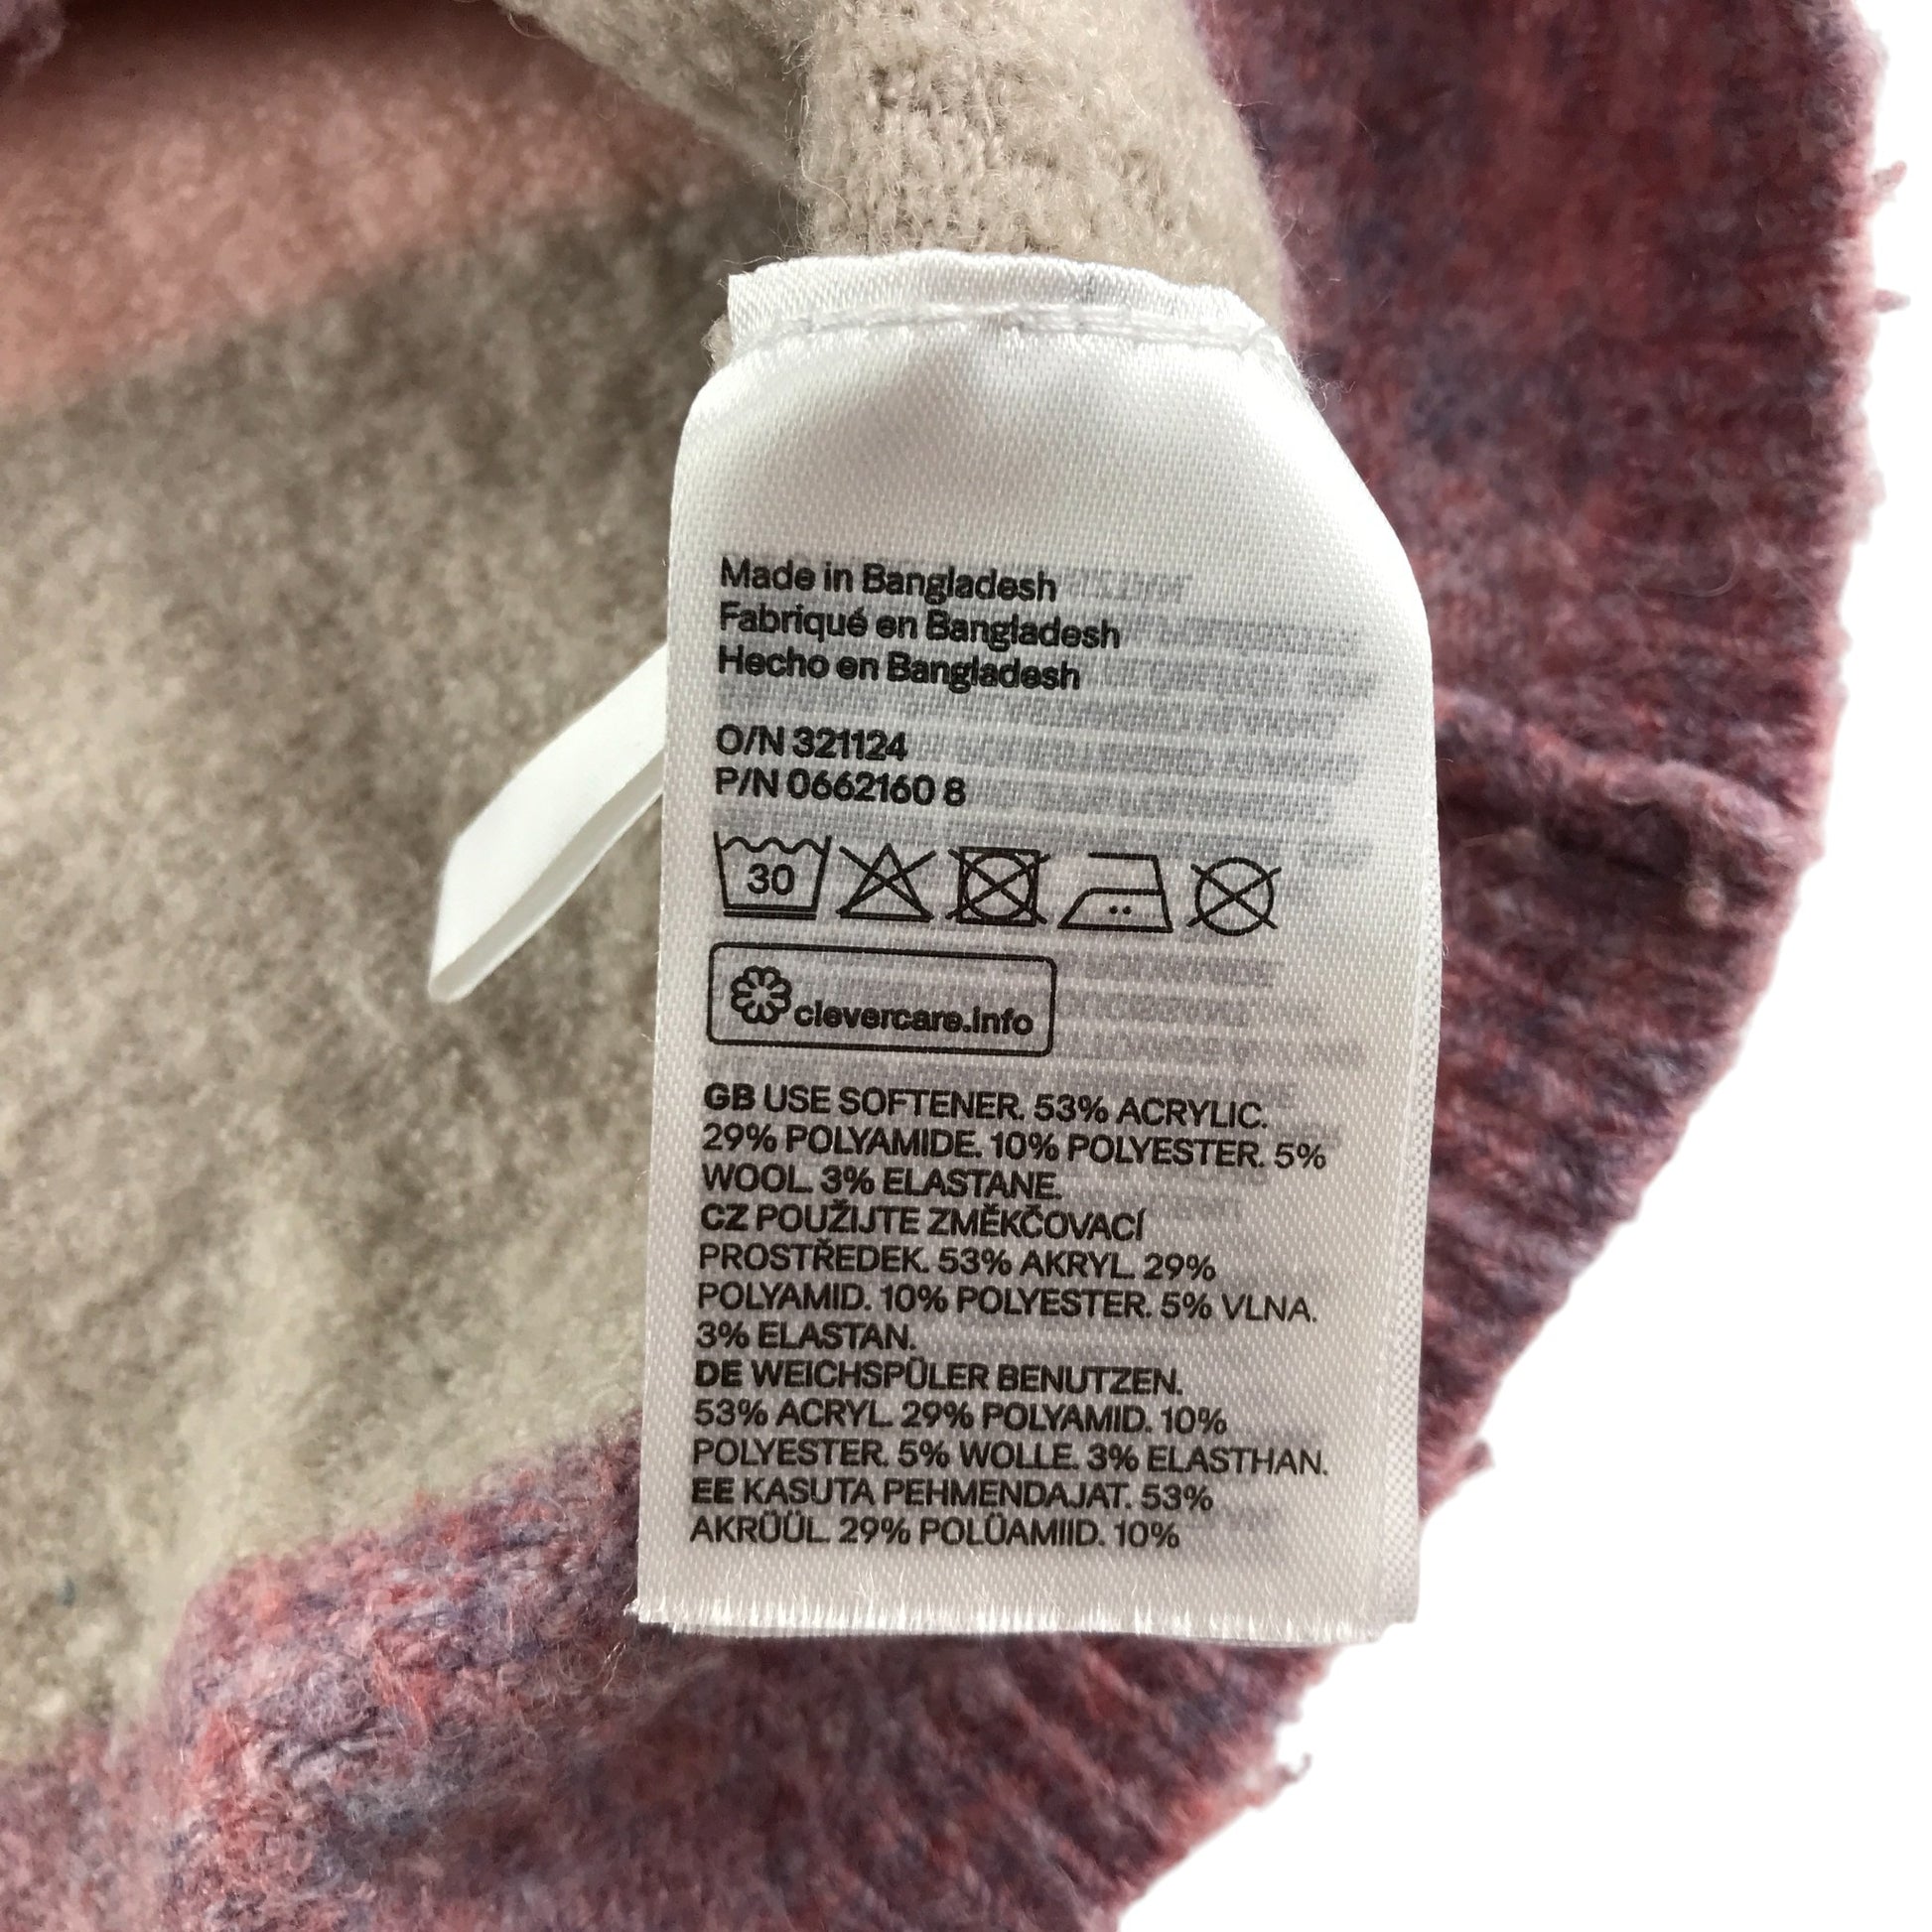 Made in Bangladesh
Fabriqué en Bangladesh
Hecho en Bangladesh
O/N 321124
P/N 0662160 8
30
clevercare.info
GB USE SOFTENER. 53% ACRYLIC.
29% POLYAMIDE. 10% POLYESTER. 5%
WOOL. 3% ELASTANE.
CZ POUŽIJTE ZMĚKČOVACÍ
PROSTŘEDEK. 53% AKRYL. 29%
POLYAMID. 10% POLYESTER. 5% VLNA.
3% ELASTAN.
DE WEICHSPÜLER BENUTZEN.
53% ACRYL. 29% POLYAMID. 10%
POLYESTER. 5% WOLLE. 3% ELASTHAN.
EE KASUTA PEHMENDAJAT. 53%
AKRÜÜL. 29% POLÜAMIID. 10%